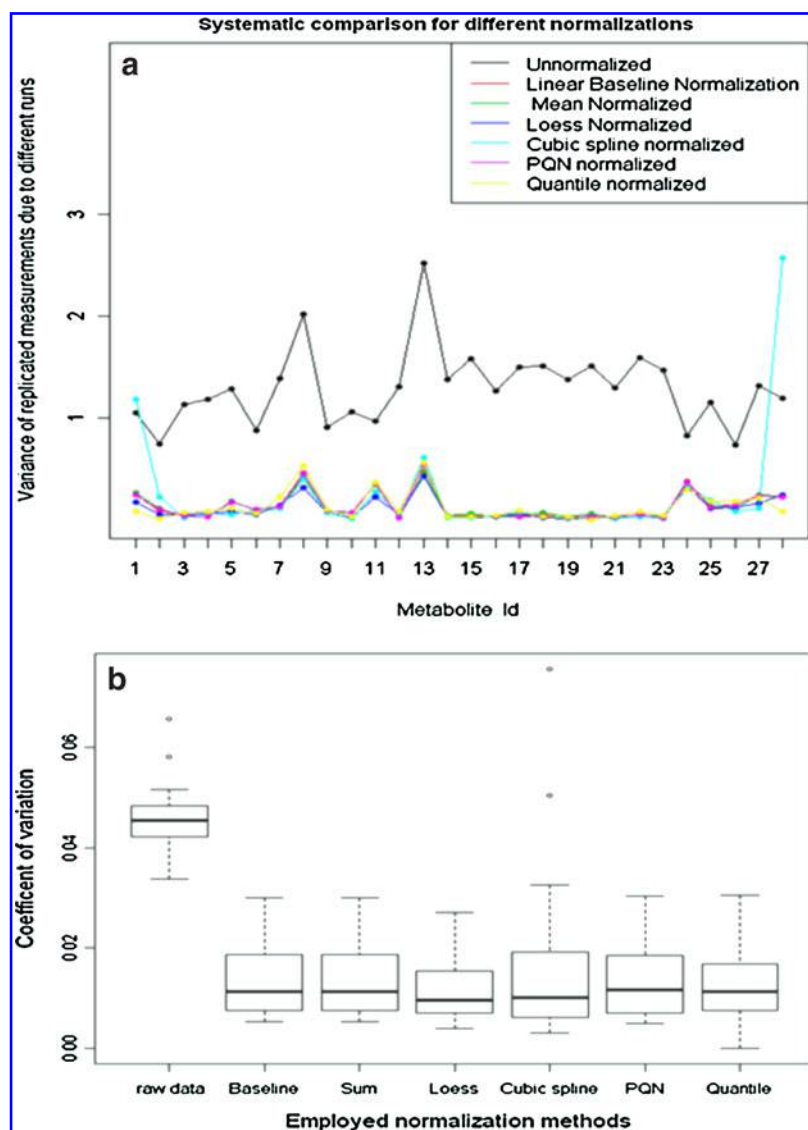 Systematic comparison for different normalizations
a
Unnormalized
Linear Baseline Normalization
Mean Normalized
Loess Normalized
Cubic spline normalized
PQN normalized
Quantile normalized
Variance of replicated measurements due to different runs
3
2
1
1 3 5 7 9 11 13 15 17 19 21 23 25 27
Metabolite Id
b
Coefficent of variation
0.06
0.04
0.02
0.00
raw data Baseline Sum Loess Cubic spline PQN Quantile
Employed normalization methods